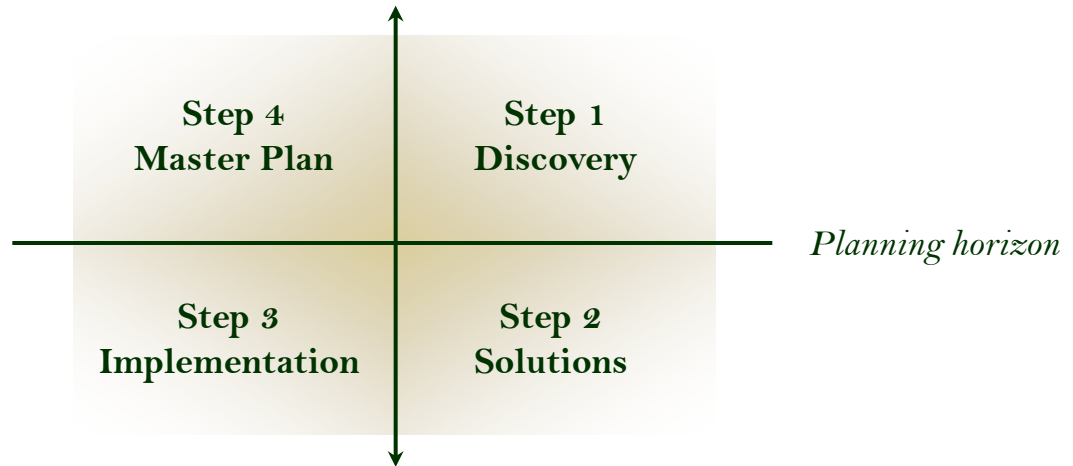 Step 4
Master Plan
Step 1
Discovery
Planning horizon
Step 3
Implementation
Step 2
Solutions